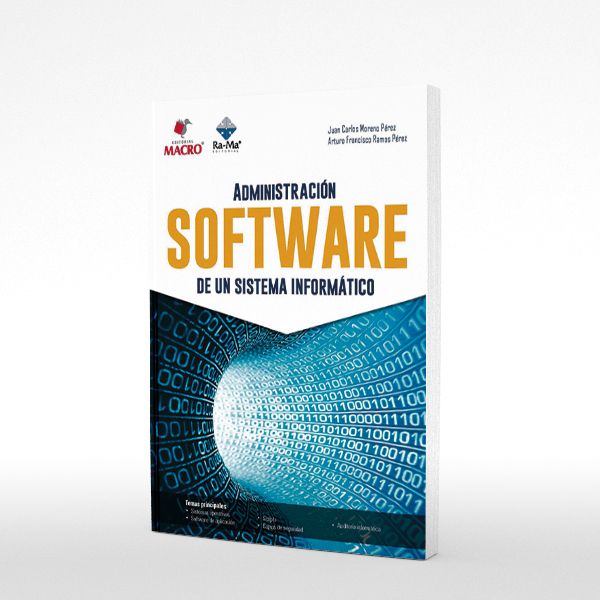 EDITORIAL
MACRO®
Ra-Ma®
EDITORIAL
Juan Carlos Moreno Pérez
Arturo Francisco Ramos Pérez
ADMINISTRACIÓN
SOFTWARE
DE UN SISTEMA INFORMÁTICO
Temas principales:
• Sistemas operativos
• Software de aplicación
• Copias de seguridad
• Auditoría informática